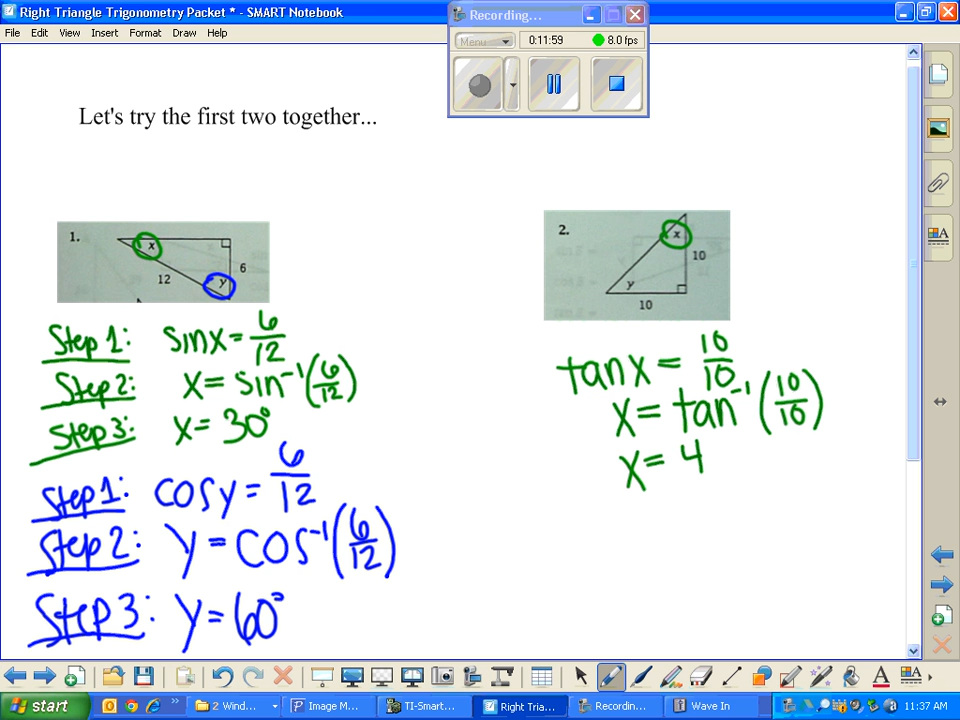 Right Triangle Trigonometry Packet * - SMART Notebook
File Edit View Insert Format Draw Help
Recording...
Menu 0:11:59 8.0 fps
Let's try the first two together...
1.
x
6
12
y
2.
x
10
y
10
Step 1: sin x = 6/12
Step 2: x = sin⁻¹(6/12)
Step 3: x = 30°
Step 1: cos y = 6/12
Step 2: y = cos⁻¹(6/12)
Step 3: y = 60°
tan x = 10/10
x = tan⁻¹(10/10)
x = 4
start 2 Wind... Image M... TI-Smart... Right Tria... Recordin... Wave In 11:37 AM